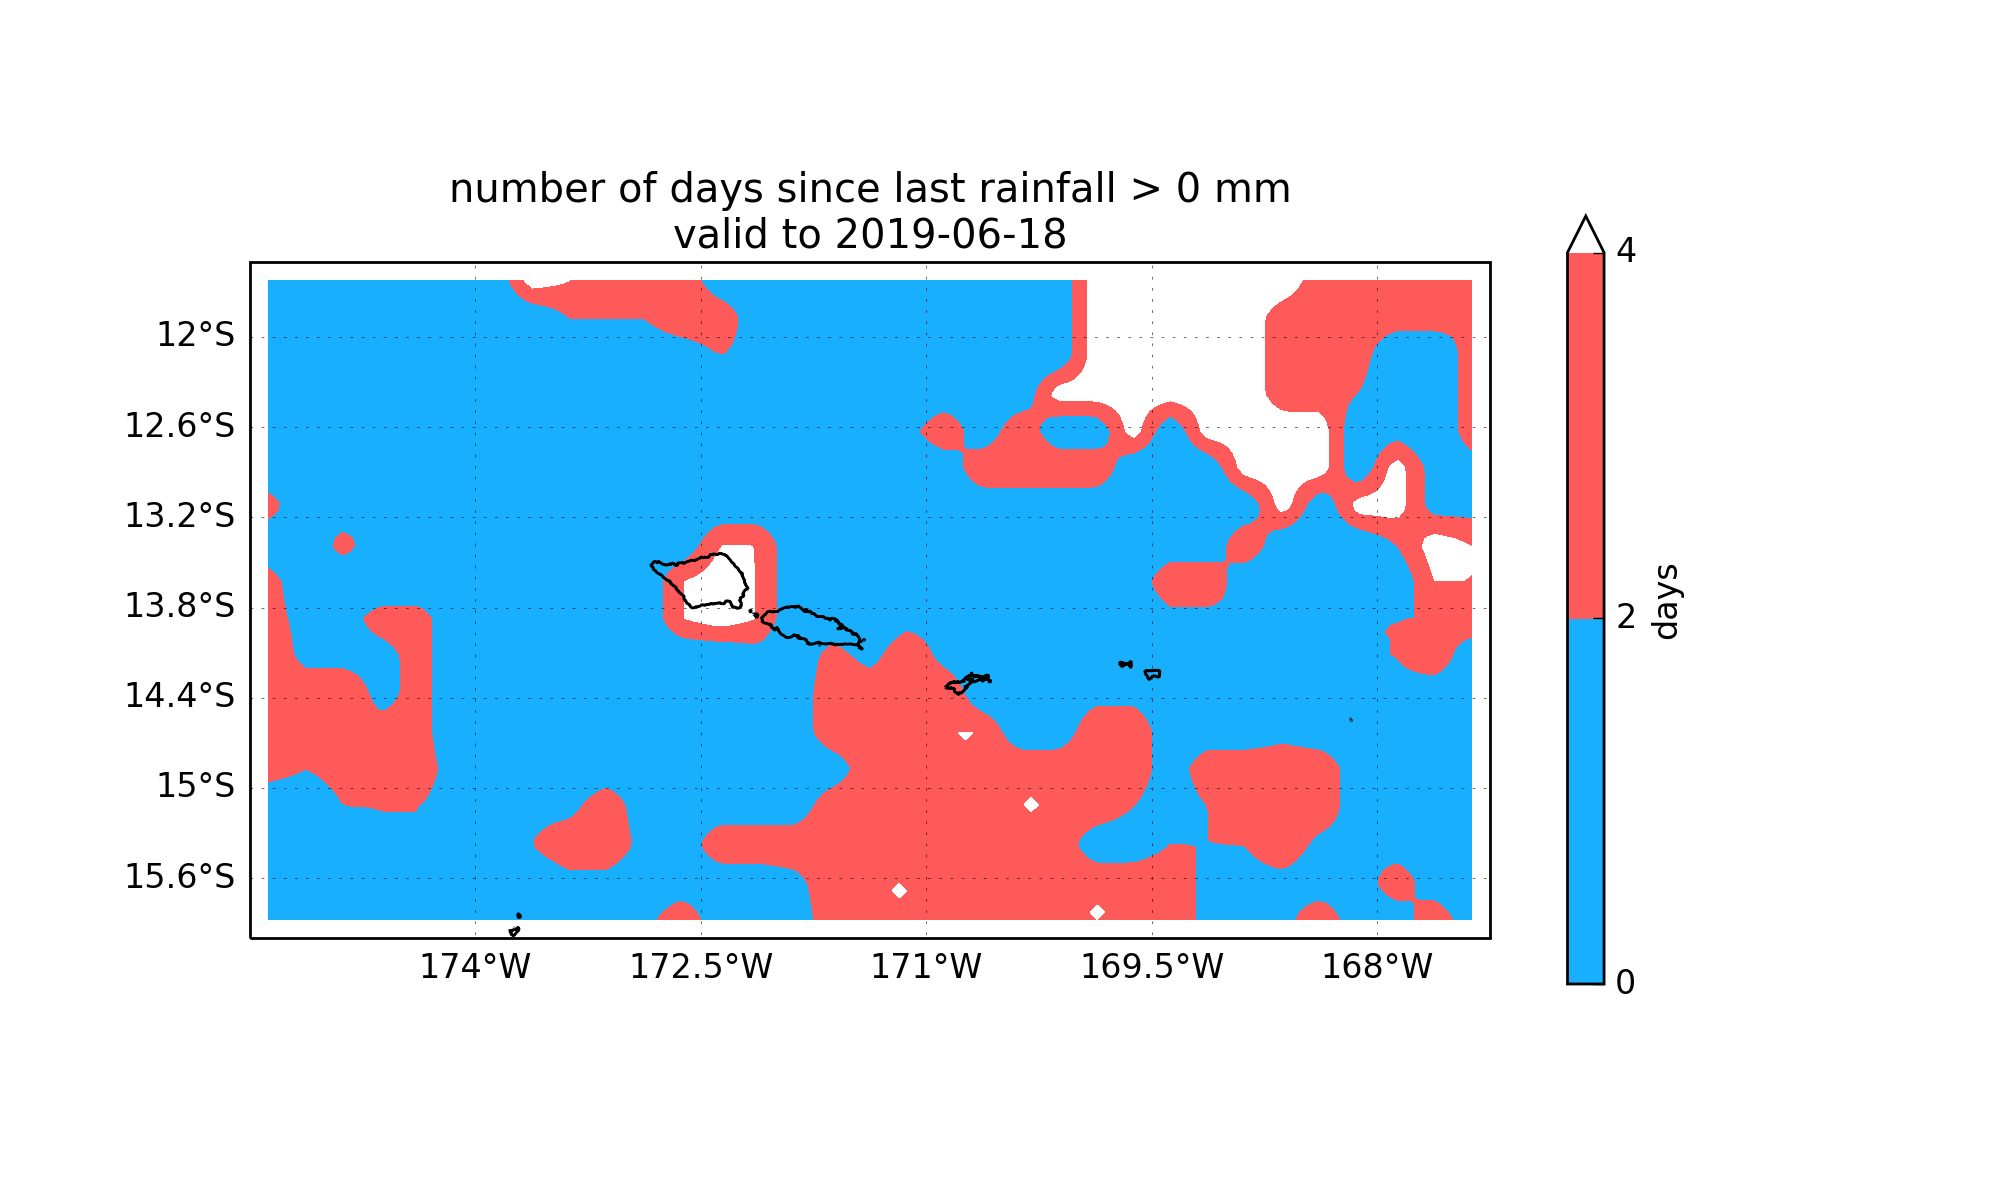 number of days since last rainfall > 0 mm
valid to 2019-06-18
12°S
12.6°S
13.2°S
13.8°S
14.4°S
15°S
15.6°S
174°W 172.5°W 171°W 169.5°W 168°W
4
2
0
days